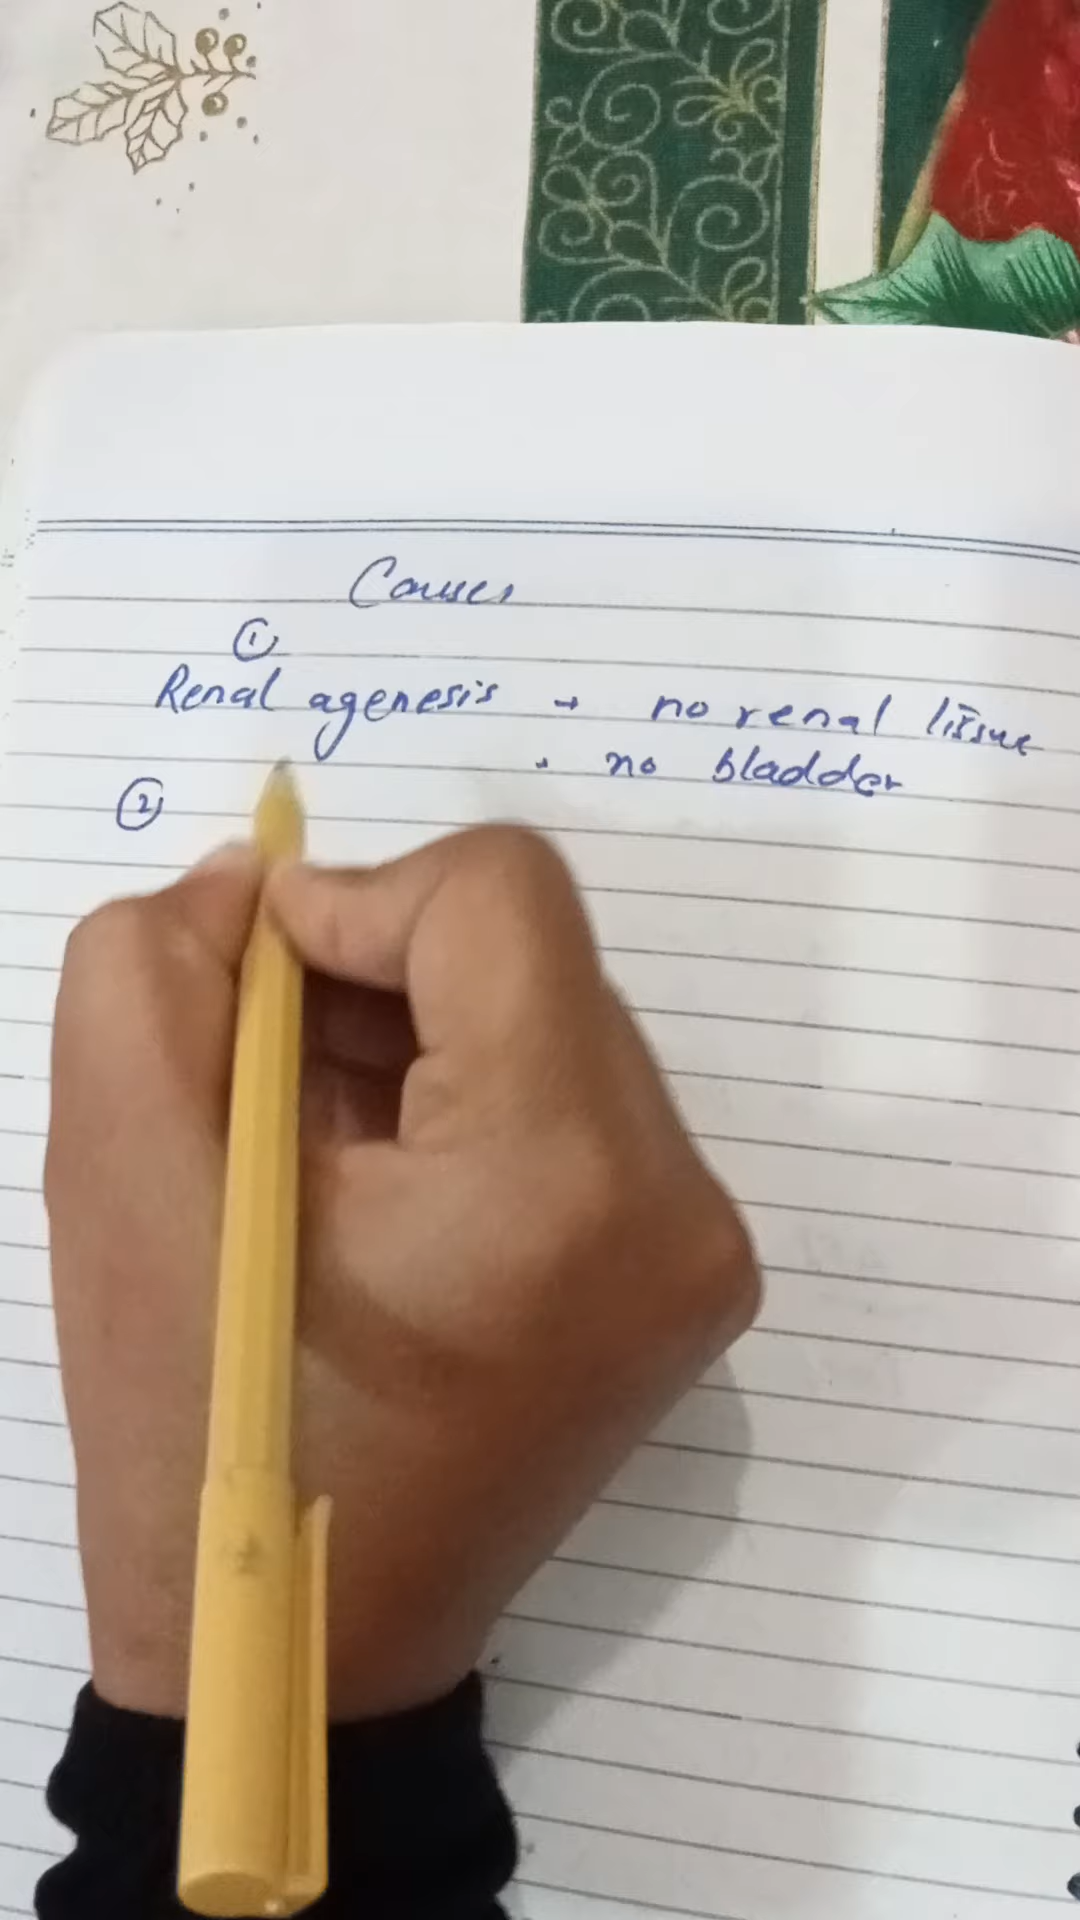 Causes
①
Renal agenesis → no renal tissue
• no bladder
②